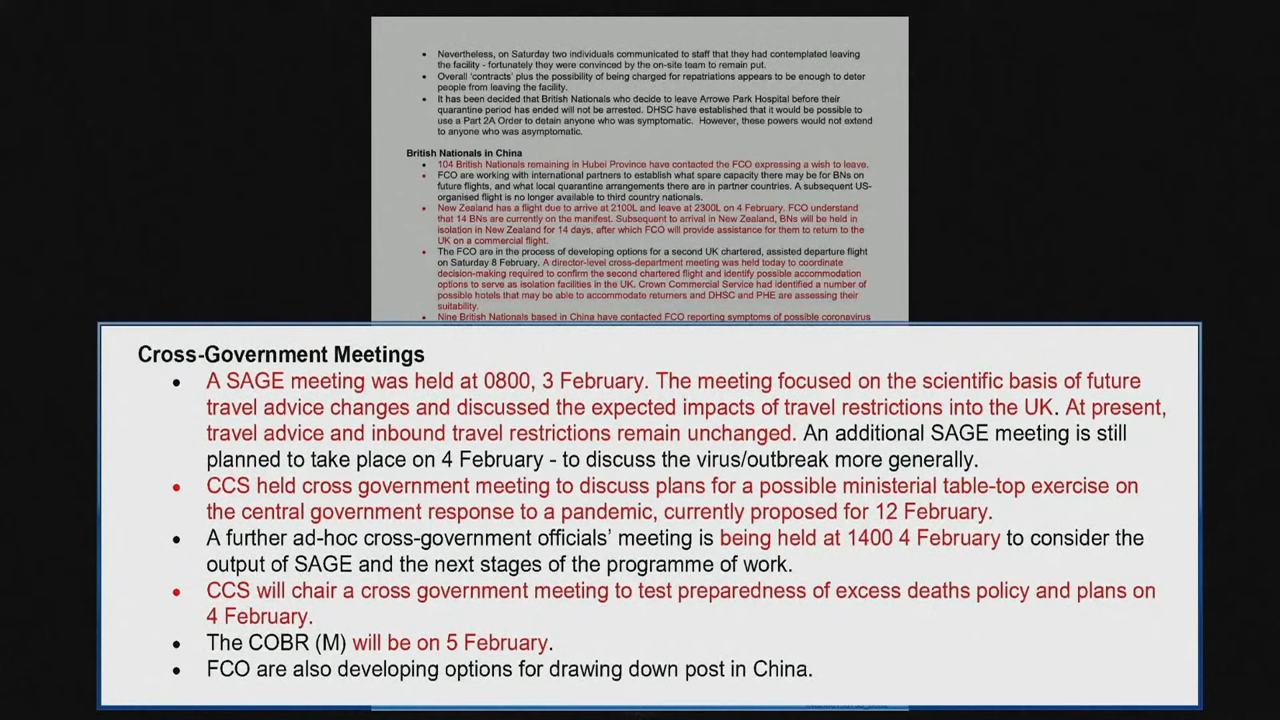 • Nevertheless, on Saturday two individuals communicated to staff that they had contemplated leaving
the facility - fortunately they were convinced by the on-site team to remain put.
• Overall 'contracts' plus the possibility of being charged for repatriations appears to be enough to deter
people from leaving the facility.
• It has been decided that British Nationals who decide to leave Arrowe Park Hospital before their
quarantine period has ended will not be arrested. DHSC have established that it would be possible to
use a Part 2A Order to detain anyone who was symptomatic. However, these powers would not extend
to anyone who was asymptomatic.
British Nationals in China
• 104 British Nationals remaining in Hubei Province have contacted the FCO expressing a wish to leave.
• FCO are working with international partners to establish what spare capacity there may be for BNs on
future flights, and what local quarantine arrangements there are in partner countries. A subsequent US-
organised flight is no longer available to third country nationals.
• New Zealand has a flight due to arrive at 2100L and leave at 2300L on 4 February. FCO understand
that 14 BNs are currently on the manifest. Subsequent to arrival in New Zealand, BNs will be held in
isolation in New Zealand for 14 days, after which FCO will provide assistance for them to return to the
UK on a commercial flight.
• The FCO are in the process of developing options for a second UK chartered, assisted departure flight
on Saturday 8 February. A director-level cross-department meeting was held today to coordinate
decision-making required to confirm the second chartered flight and identify possible accommodation
options to serve as isolation facilities in the UK. Crown Commercial Service had identified a number of
possible hotels that may be able to accommodate returners and DHSC and PHE are assessing their
suitability.
• Nine British Nationals based in China have contacted FCO reporting symptoms of possible coronavirus
Cross-Government Meetings
• A SAGE meeting was held at 0800, 3 February. The meeting focused on the scientific basis of future
travel advice changes and discussed the expected impacts of travel restrictions into the UK. At present,
travel advice and inbound travel restrictions remain unchanged. An additional SAGE meeting is still
planned to take place on 4 February - to discuss the virus/outbreak more generally.
• CCS held cross government meeting to discuss plans for a possible ministerial table-top exercise on
the central government response to a pandemic, currently proposed for 12 February.
• A further ad-hoc cross-government officials' meeting is being held at 1400 4 February to consider the
output of SAGE and the next stages of the programme of work.
• CCS will chair a cross government meeting to test preparedness of excess deaths policy and plans on
4 February.
• The COBR (M) will be on 5 February.
• FCO are also developing options for drawing down post in China.